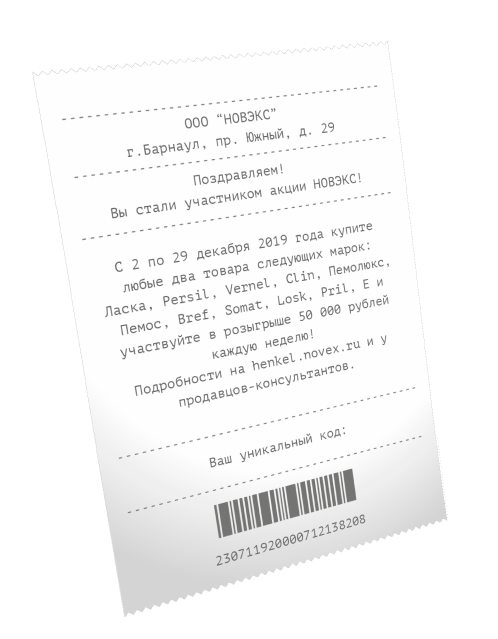 ООО “НОВЭКС”
г.Барнаул, пр. Южный, д. 29
Поздравляем!
Вы стали участником акции НОВЭКС!
С 2 по 29 декабря 2019 года купите
любые два товара следующих марок:
Ласка, Persil, Vernel, Clin, Пемолюкс,
Пемос, Bref, Somat, Losk, Pril, E и
участвуйте в розыгрыше 50 000 рублей
каждую неделю!
Подробности на henkel.novex.ru и у
продавцов-консультантов.
Ваш уникальный код:
230711920000712138208